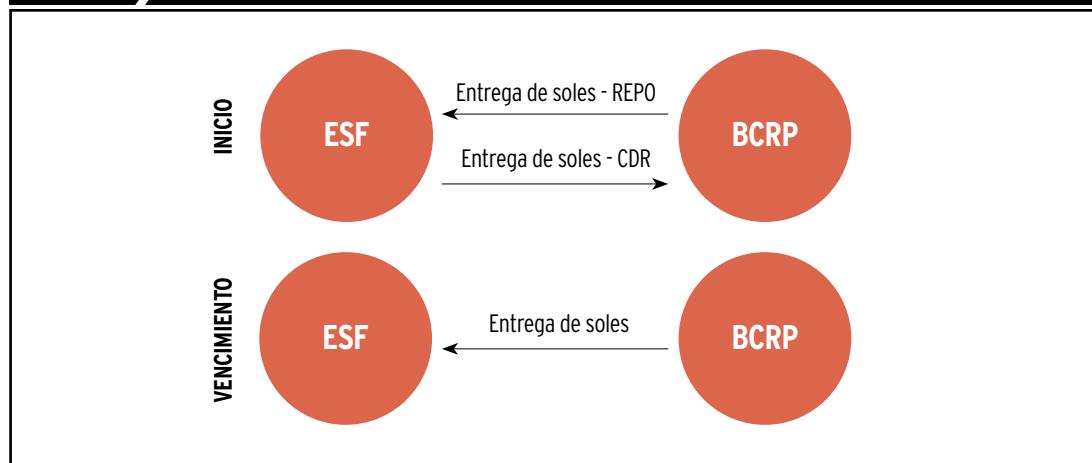 INICIO
ESF
Entrega de soles - REPO
Entrega de soles - CDR
BCRP
VENCIMIENTO
ESF
Entrega de soles
BCRP